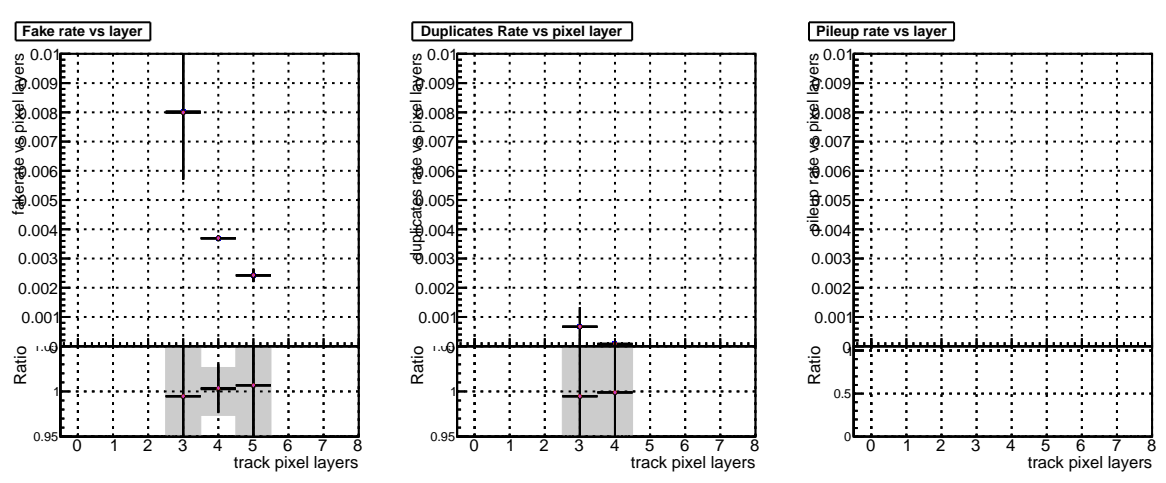 Fake rate vs layer
fakerate vs pixel layers
0.01
0.009
0.008
0.007
0.006
0.005
0.004
0.003
0.002
0.001
0
Ratio
1
0.95
0 1 2 3 4 5 6 7 8
track pixel layers
Duplicates Rate vs pixel layer
duplicates rate vs pixel layers
0.01
0.009
0.008
0.007
0.006
0.005
0.004
0.003
0.002
0.001
0
Ratio
1
0.95
0 1 2 3 4 5 6 7 8
track pixel layers
Pileup rate vs layer
pileup rate vs pixel layers
0.01
0.009
0.008
0.007
0.006
0.005
0.004
0.003
0.002
0.001
0
Ratio
1
0.5
0
0 1 2 3 4 5 6 7 8
track pixel layers